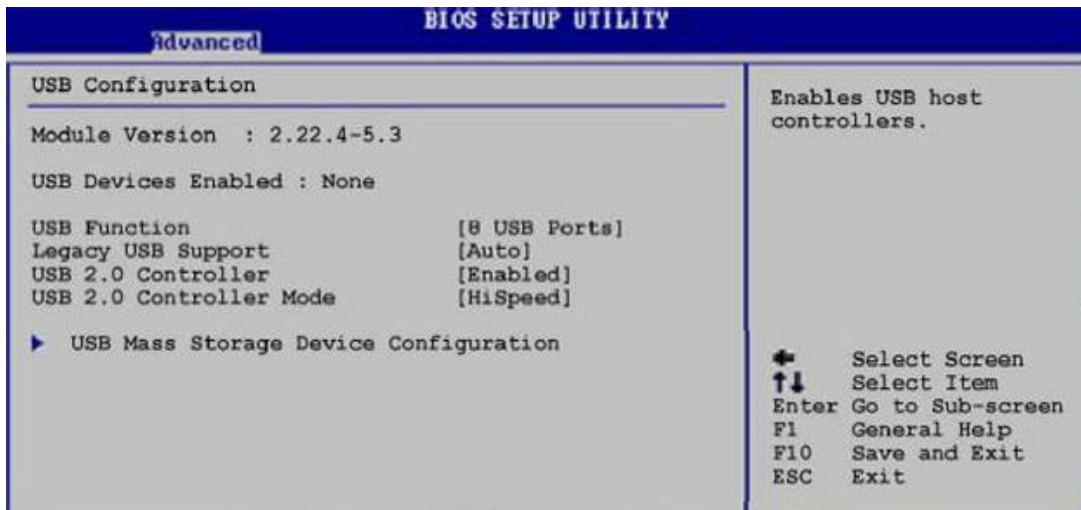 BIOS SETUP UTILITY
Advanced
USB Configuration
Module Version : 2.22.4-5.3
USB Devices Enabled : None
USB Function [8 USB Ports]
Legacy USB Support [Auto]
USB 2.0 Controller [Enabled]
USB 2.0 Controller Mode [HiSpeed]
USB Mass Storage Device Configuration
Enables USB host
controllers.
Select Screen
Select Item
Enter Go to Sub-screen
F1 General Help
F10 Save and Exit
ESC Exit